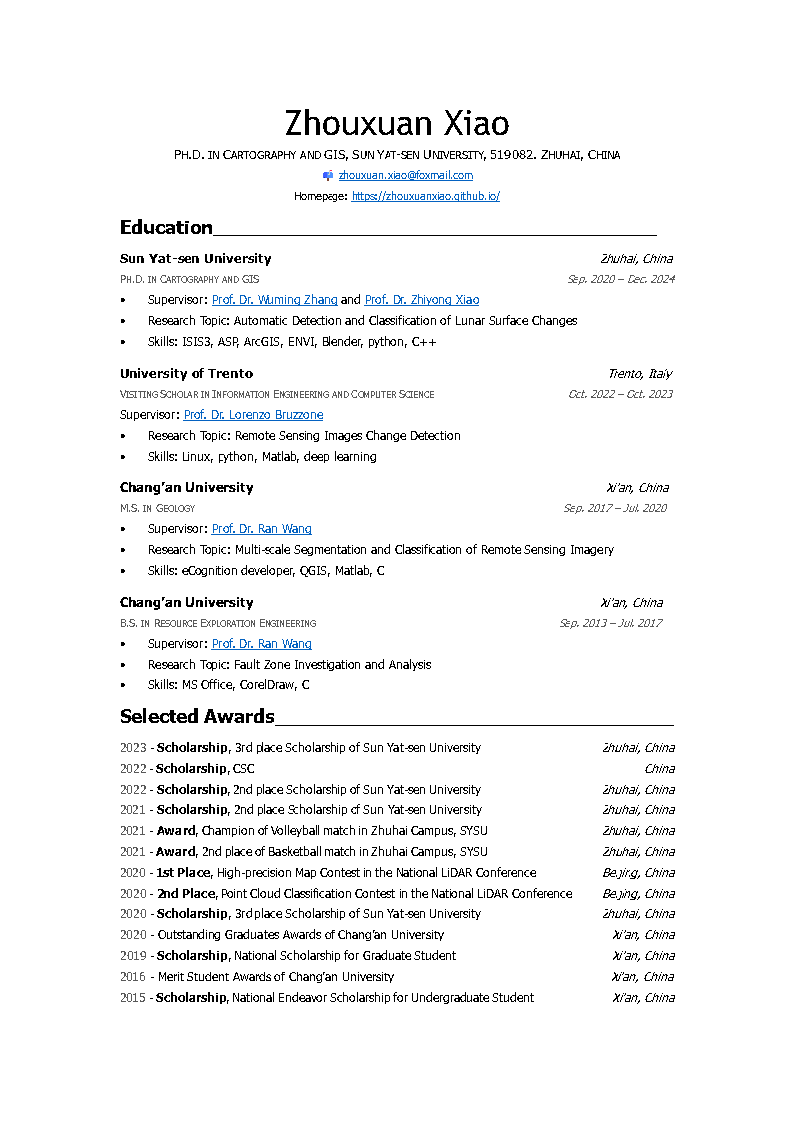 Zhouxuan Xiao
Ph.D. in Cartography and GIS, Sun Yat-sen University, 519082. Zhuhai, China
zhouxuan.xiao@foxmail.com
Homepage: https://zhouxuanxiao.github.io/
Education
Sun Yat-sen University Zhuhai, China
Ph.D. in Cartography and GIS Sep. 2020 – Dec. 2024
• Supervisor: Prof. Dr. Wuming Zhang and Prof. Dr. Zhiyong Xiao
• Research Topic: Automatic Detection and Classification of Lunar Surface Changes
• Skills: ISIS3, ASP, ArcGIS, ENVI, Blender, python, C++
University of Trento Trento, Italy
Visiting Scholar in Information Engineering and Computer Science Oct. 2022 – Oct. 2023
Supervisor: Prof. Dr. Lorenzo Bruzzone
• Research Topic: Remote Sensing Images Change Detection
• Skills: Linux, python, Matlab, deep learning
Chang’an University Xi’an, China
M.S. in Geology Sep. 2017 – Jul. 2020
• Supervisor: Prof. Dr. Ran Wang
• Research Topic: Multi-scale Segmentation and Classification of Remote Sensing Imagery
• Skills: eCognition developer, QGIS, Matlab, C
Chang’an University Xi’an, China
B.S. in Resource Exploration Engineering Sep. 2013 – Jul. 2017
• Supervisor: Prof. Dr. Ran Wang
• Research Topic: Fault Zone Investigation and Analysis
• Skills: MS Office, CorelDraw, C
Selected Awards
2023 - Scholarship, 3rd place Scholarship of Sun Yat-sen University Zhuhai, China
2022 - Scholarship, CSC China
2022 - Scholarship, 2nd place Scholarship of Sun Yat-sen University Zhuhai, China
2021 - Scholarship, 2nd place Scholarship of Sun Yat-sen University Zhuhai, China
2021 - Award, Champion of Volleyball match in Zhuhai Campus, SYSU Zhuhai, China
2021 - Award, 2nd place of Basketball match in Zhuhai Campus, SYSU Zhuhai, China
2020 - 1st Place, High-precision Map Contest in the National LiDAR Conference Beijing, China
2020 - 2nd Place, Point Cloud Classification Contest in the National LiDAR Conference Beijing, China
2020 - Scholarship, 3rd place Scholarship of Sun Yat-sen University Zhuhai, China
2020 - Outstanding Graduates Awards of Chang’an University Xi’an, China
2019 - Scholarship, National Scholarship for Graduate Student Xi’an, China
2016 - Merit Student Awards of Chang’an University Xi’an, China
2015 - Scholarship, National Endeavor Scholarship for Undergraduate Student Xi’an, China